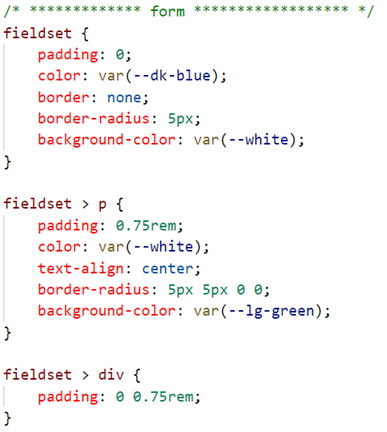 /* ************* form ****************** */
fieldset {
    padding: 0;
    color: var(--dk-blue);
    border: none;
    border-radius: 5px;
    background-color: var(--white);
}
fieldset > p {
    padding: 0.75rem;
    color: var(--white);
    text-align: center;
    border-radius: 5px 5px 0 0;
    background-color: var(--lg-green);
}
fieldset > div {
    padding: 0 0.75rem;
}